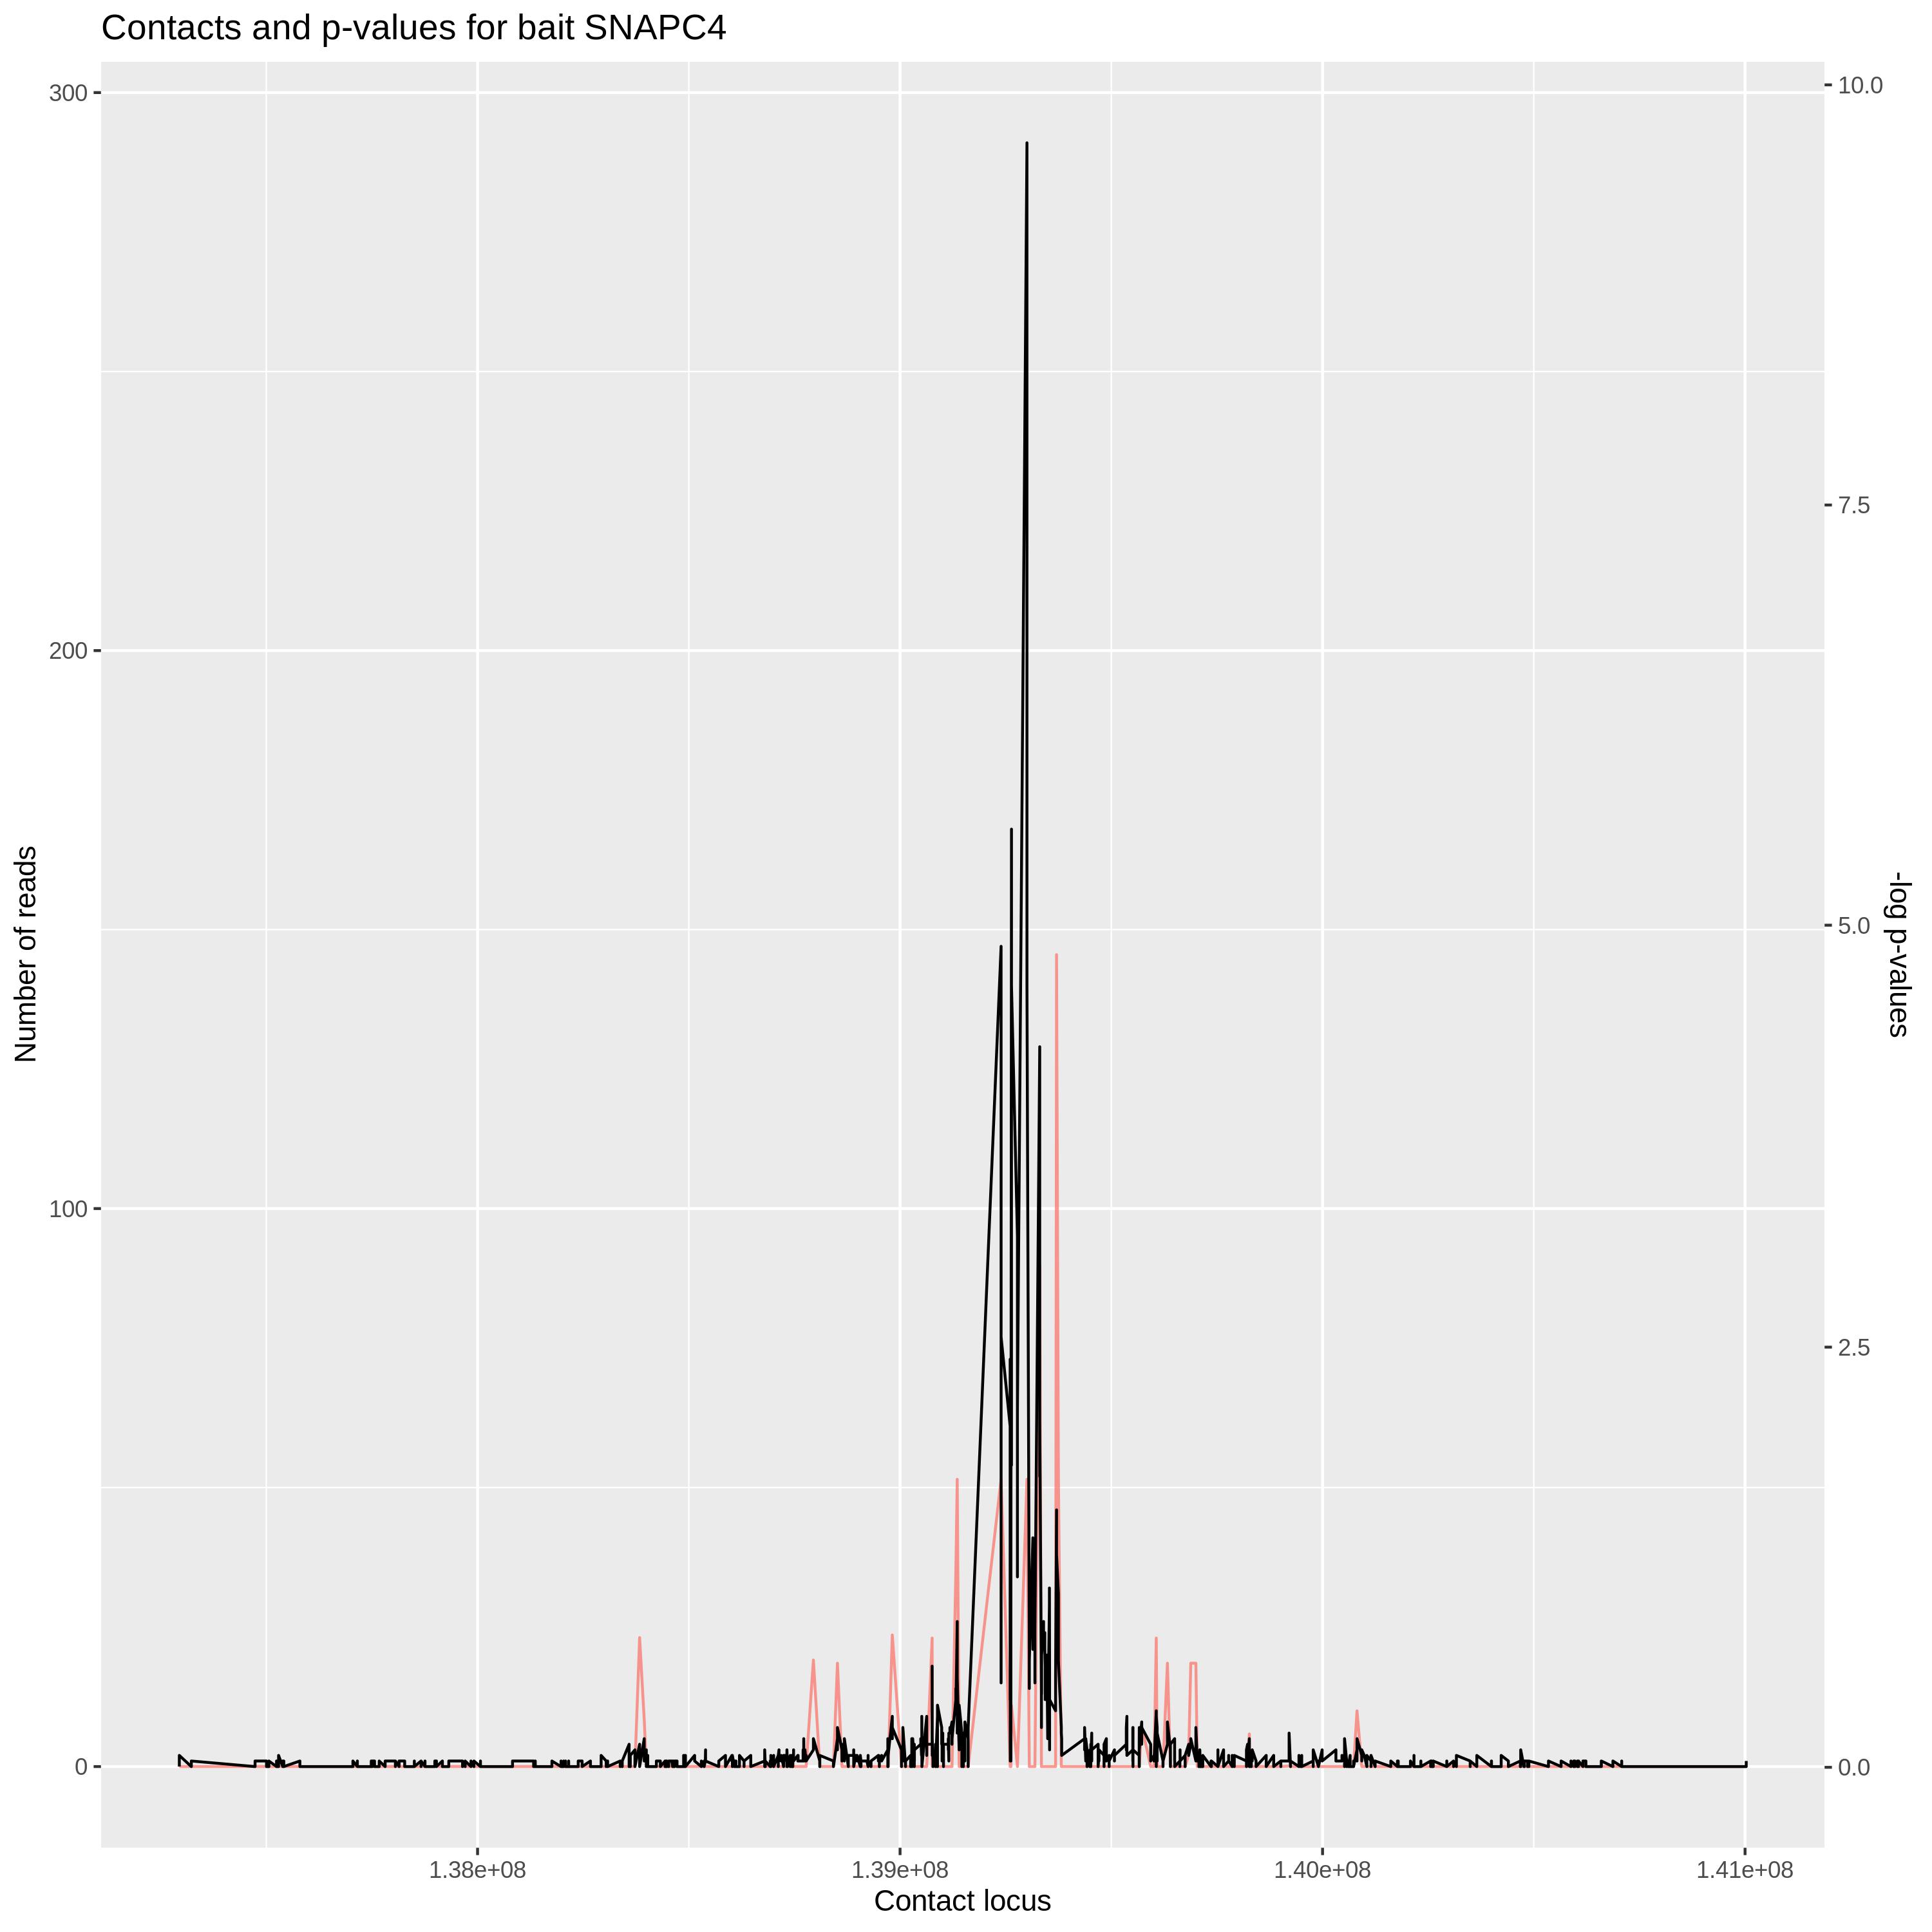 Contacts and p-values for bait SNAPC4
300
200
100
0
Number of reads
10.0
7.5
5.0
2.5
0.0
-log p-values
1.38e+08
1.39e+08
1.40e+08
1.41e+08
Contact locus